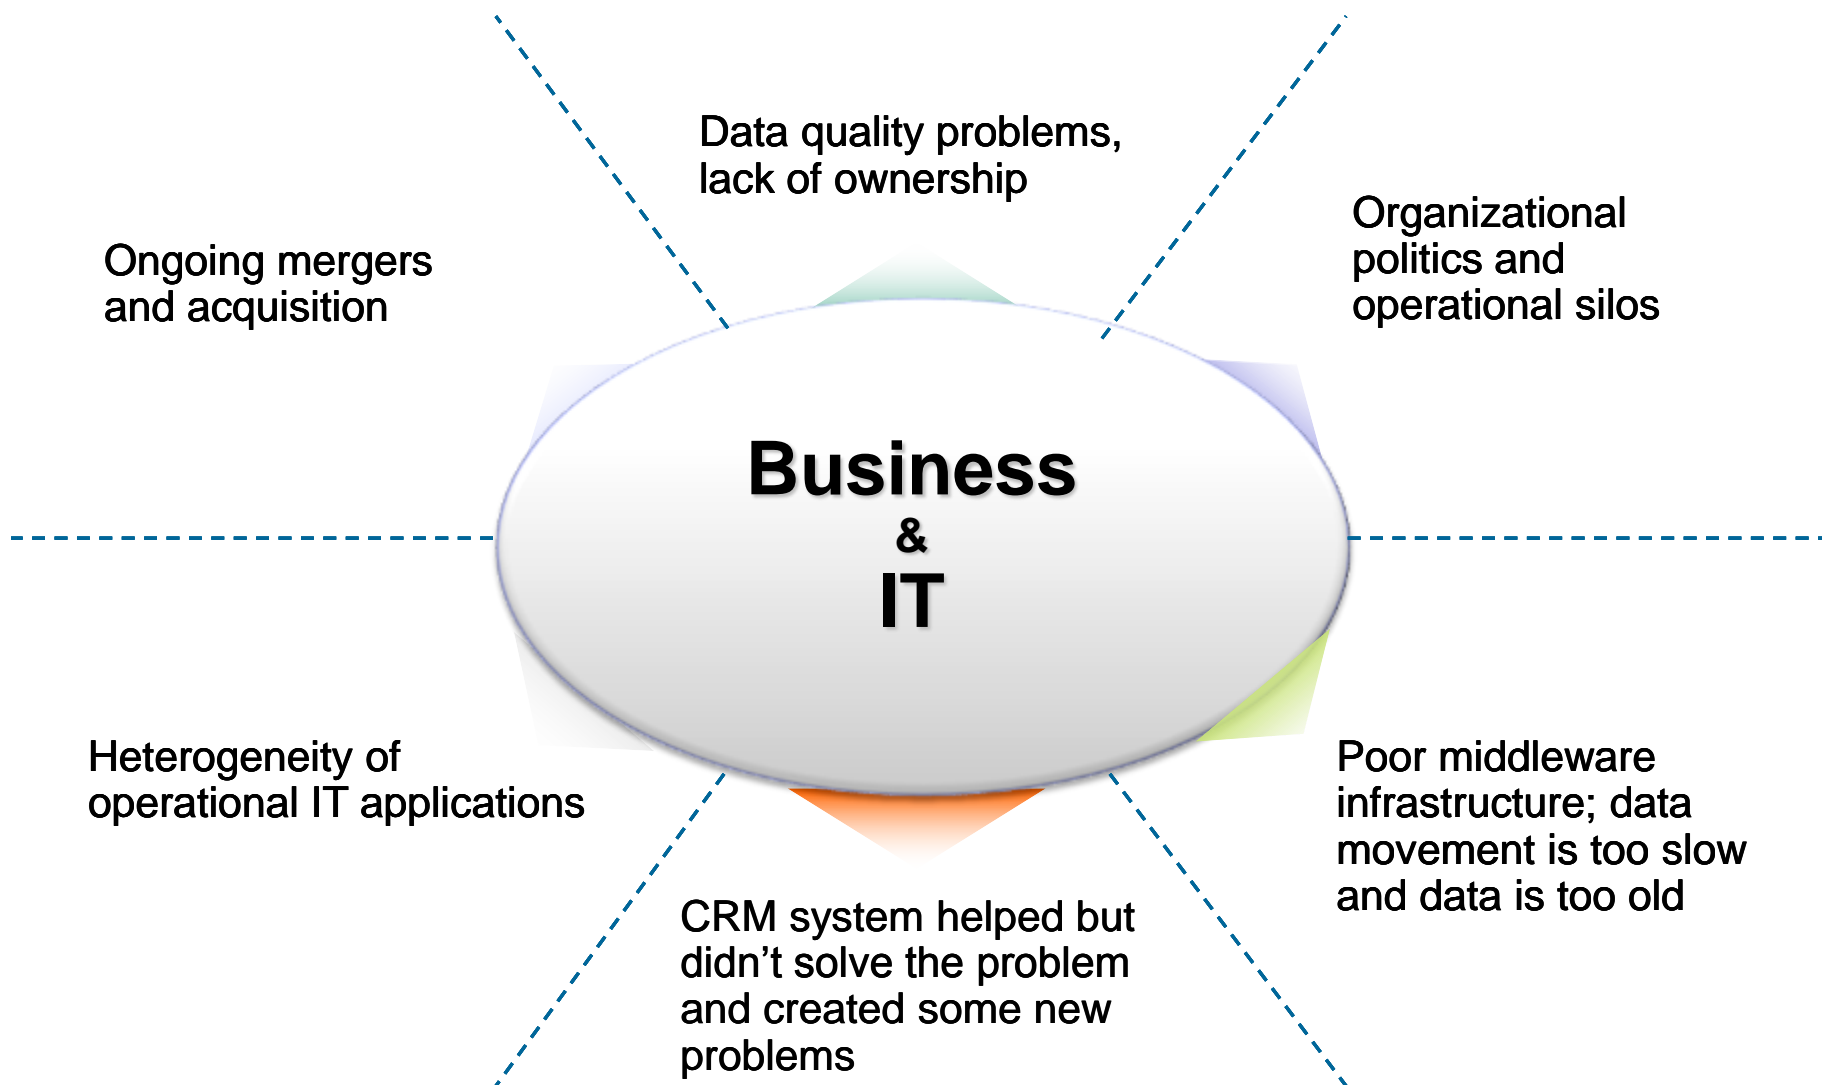 Data quality problems,
lack of ownership
Organizational
politics and
operational silos
Ongoing mergers
and acquisition
Business
&
IT
Heterogeneity of
operational IT applications
Poor middleware
infrastructure; data
movement is too slow
and data is too old
CRM system helped but
didn’t solve the problem
and created some new
problems